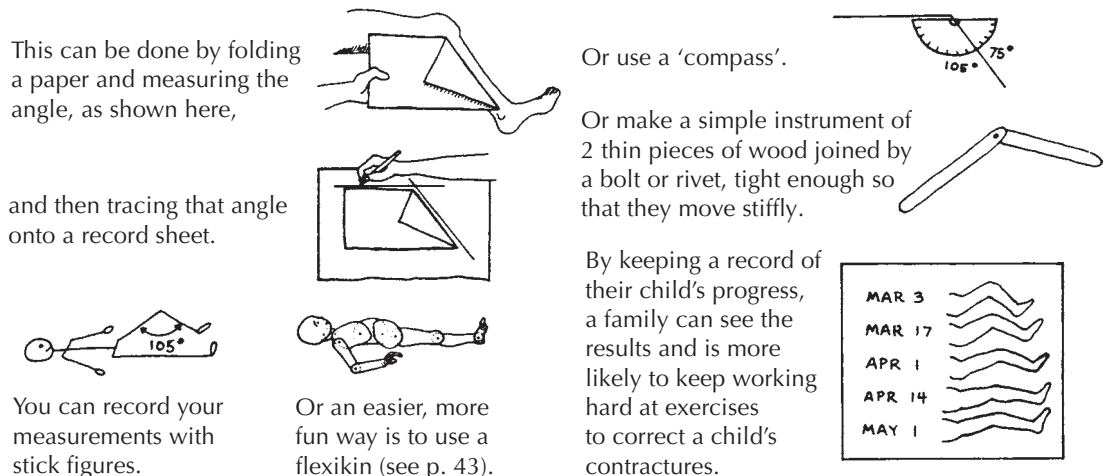 This can be done by folding
a paper and measuring the
angle, as shown here,
and then tracing that angle
onto a record sheet.
105°
You can record your
measurements with
stick figures.
Or an easier, more
fun way is to use a
flexikin (see p. 43).
Or use a ‘compass’.
75°
105°
Or make a simple instrument of
2 thin pieces of wood joined by
a bolt or rivet, tight enough so
that they move stiffly.
By keeping a record of
their child’s progress,
a family can see the
results and is more
likely to keep working
hard at exercises
to correct a child’s
contractures.
MAR 3
MAR 17
APR 1
APR 14
MAY 1